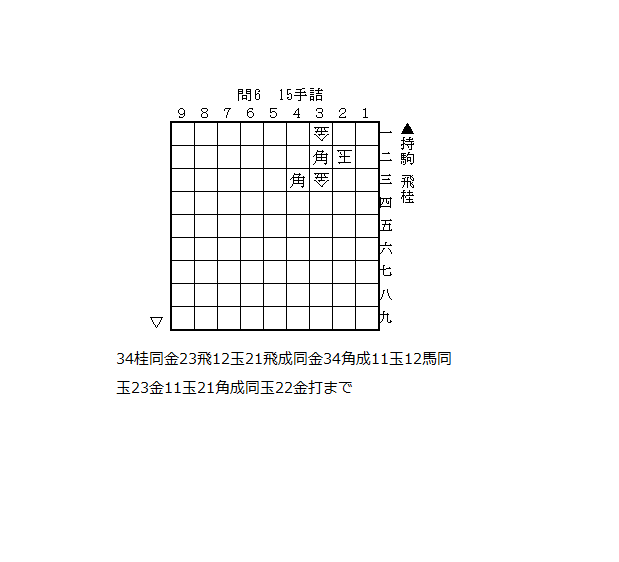 問6 15手詰
9 8 7 6 5 4 3 2 1
金 一
角 王 二
角 金 三
四
五
六
七
八
九
▲持駒 飛桂
▽
34桂同金23飛12玉21飛成同金34角成11玉12馬同
玉23金11玉21角成同玉22金打まで